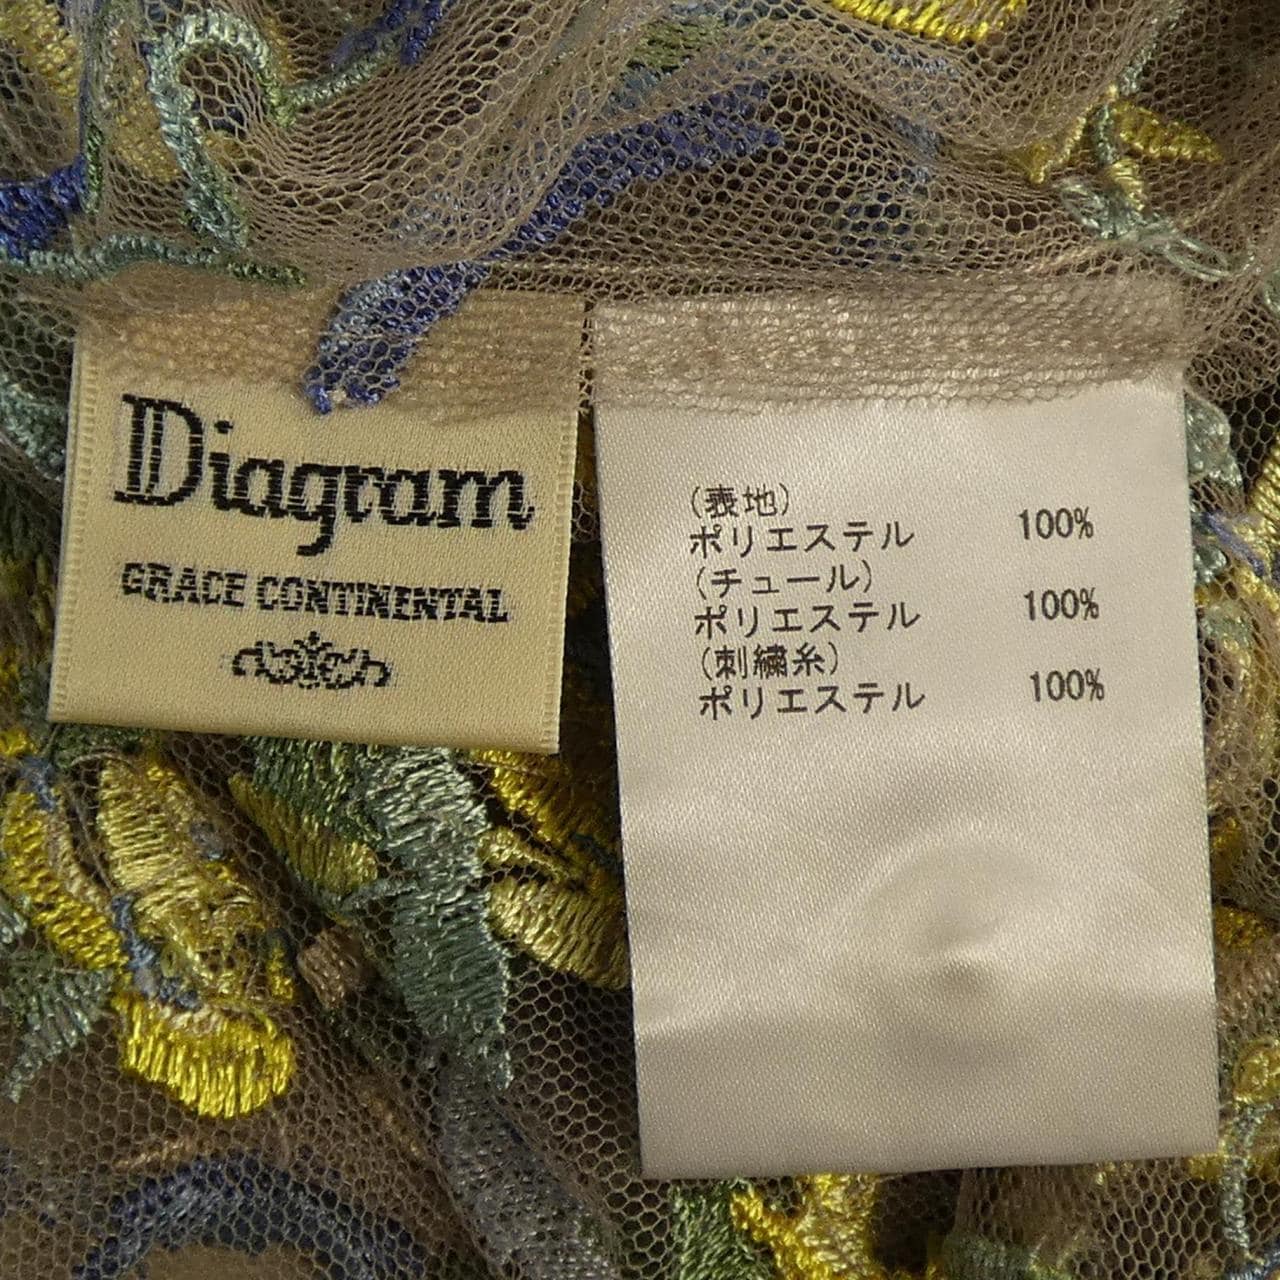 Diagram
GRACE CONTINENTAL
(表地)
ポリエステル 100%
(チュール)
ポリエステル 100%
(刺繍糸)
ポリエステル 100%